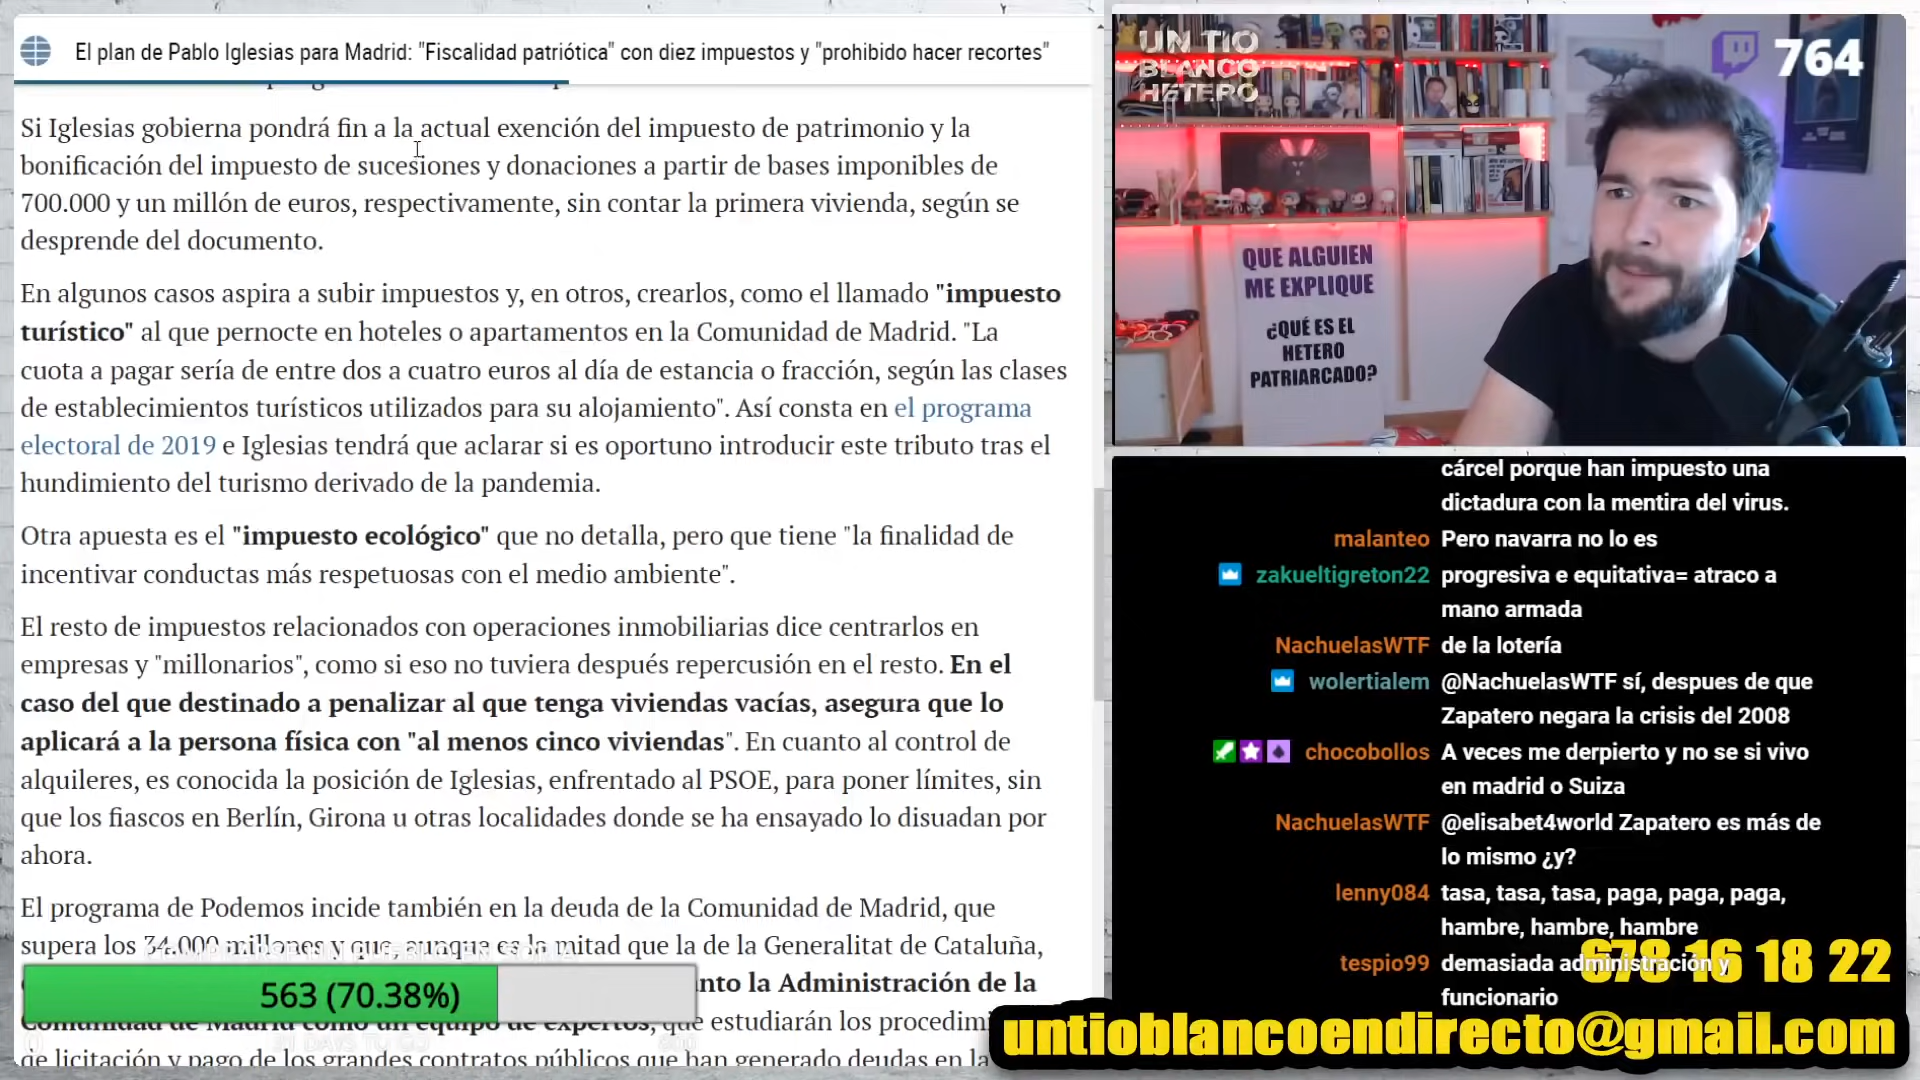 El plan de Pablo Iglesias para Madrid: "Fiscalidad patriótica" con diez impuestos y "prohibido hacer recortes"
Si Iglesias gobierna pondrá fin a la actual exención del impuesto de patrimonio y la
bonificación del impuesto de sucesiones y donaciones a partir de bases imponibles de
700.000 y un millón de euros, respectivamente, sin contar la primera vivienda, según se
desprende del documento.
En algunos casos aspira a subir impuestos y, en otros, crearlos, como el llamado "impuesto
turístico" al que pernocte en hoteles o apartamentos en la Comunidad de Madrid. "La
cuota a pagar sería de entre dos a cuatro euros al día de estancia o fracción, según las clases
de establecimientos turísticos utilizados para su alojamiento". Así consta en el programa
electoral de 2019 e Iglesias tendrá que aclarar si es oportuno introducir este tributo tras el
hundimiento del turismo derivado de la pandemia.
Otra apuesta es el "impuesto ecológico" que no detalla, pero que tiene "la finalidad de
incentivar conductas más respetuosas con el medio ambiente".
El resto de impuestos relacionados con operaciones inmobiliarias dice centrarlos en
empresas y "millonarios", como si eso no tuviera después repercusión en el resto. En el
caso del que destinado a penalizar al que tenga viviendas vacías, asegura que lo
aplicará a la persona física con "al menos cinco viviendas". En cuanto al control de
alquileres, es conocida la posición de Iglesias, enfrentado al PSOE, para poner límites, sin
que los fiascos en Berlín, Girona u otras localidades donde se ha ensayado lo disuadan por
ahora.
El programa de Podemos incide también en la deuda de la Comunidad de Madrid, que
supera los 34.000 millones y que, aunque es la mitad que la de la Generalitat de Cataluña,
nto la Administración de la
563 (70.38%)
Comunidad de Madrid como un equipo de expertos, que estudiarán los procedimi
de licitación y pago de los grandes contratos públicos que han generado deudas en la
UN TIO
BLANCO
HETERO
764
QUE ALGUIEN
ME EXPLIQUE
¿QUÉ ES EL
HETERO
PATRIARCADO?
cárcel porque han impuesto una
dictadura con la mentira del virus.
malanteo Pero navarra no lo es
zakueltigreton22 progresiva e equitativa= atraco a
mano armada
NachuelasWTF de la lotería
wolertialem @NachuelasWTF sí, despues de que
Zapatero negara la crisis del 2008
chocobollos A veces me derpierto y no se si vivo
en madrid o Suiza
NachuelasWTF @elisabet4world Zapatero es más de
lo mismo ¿y?
lenny084 tasa, tasa, tasa, paga, paga, paga,
hambre, hambre, hambre
tespio99 demasiada administración y
funcionario
678 16 18 22
untioblancoendirecto@gmail.com